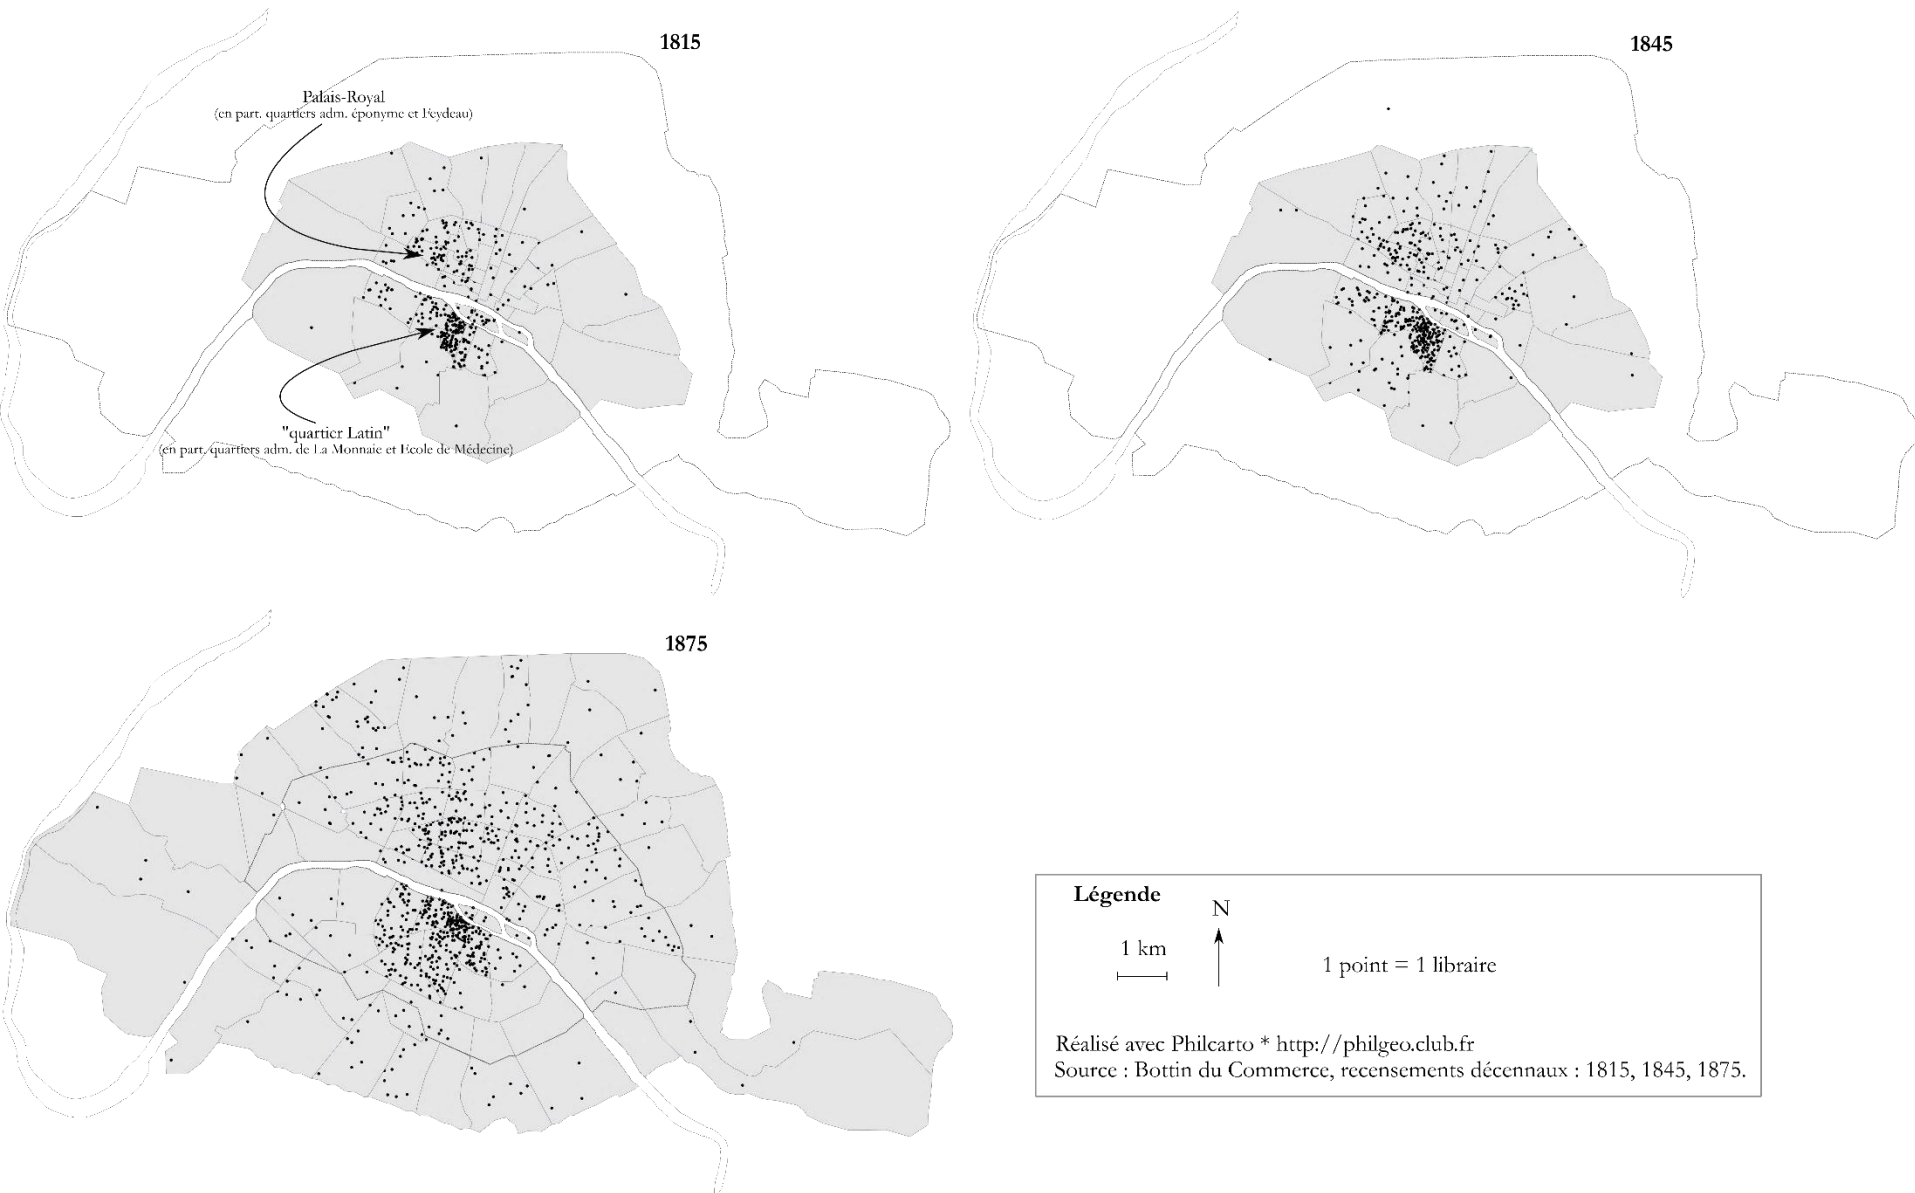 1815
Palais-Royal
(en part. quartiers adm. éponyme et Feydeau)
"quartier Latin"
(en part. quartiers adm. de La Monnaie et Ecole de Médecine)
1845
1875
Légende
N
1 km
1 point = 1 libraire
Réalisé avec Philcarto * http://philgeo.club.fr
Source : Bottin du Commerce, recensements décennaux : 1815, 1845, 1875.